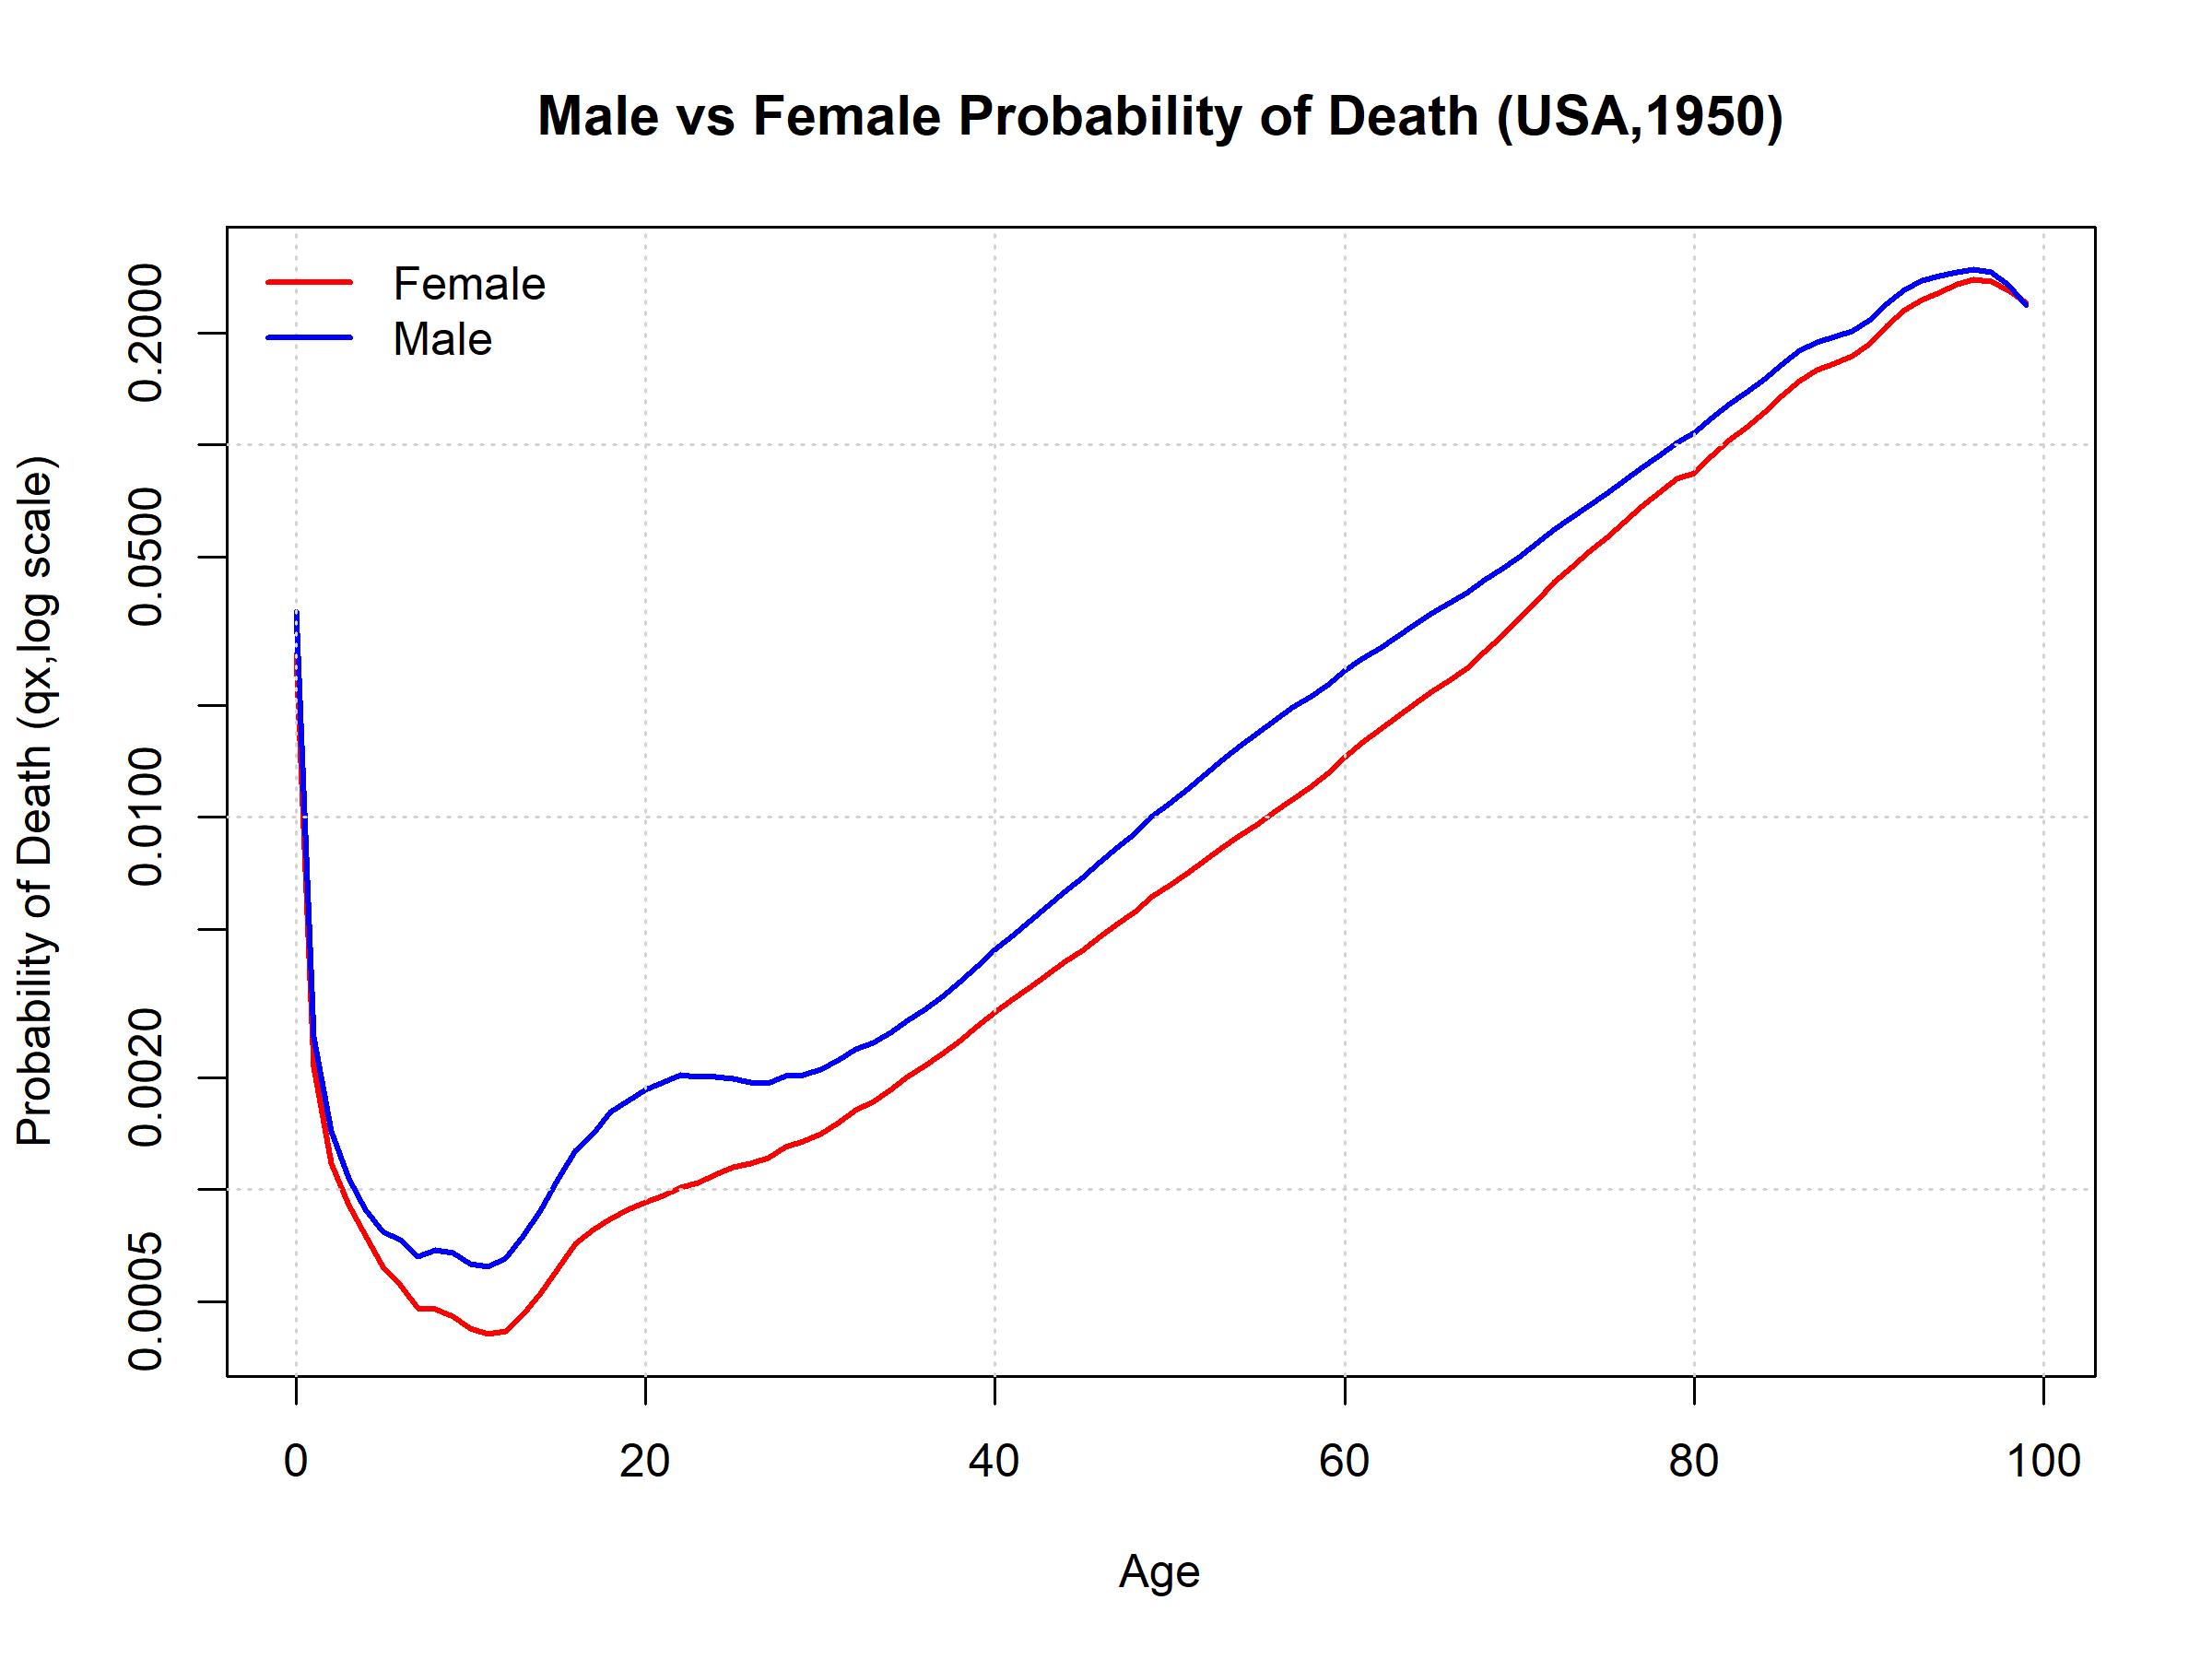 Male vs Female Probability of Death (USA,1950)
Female
Male
Probability of Death (qx,log scale)
0.2000
0.0500
0.0100
0.0020
0.0005
0 20 40 60 80 100
Age